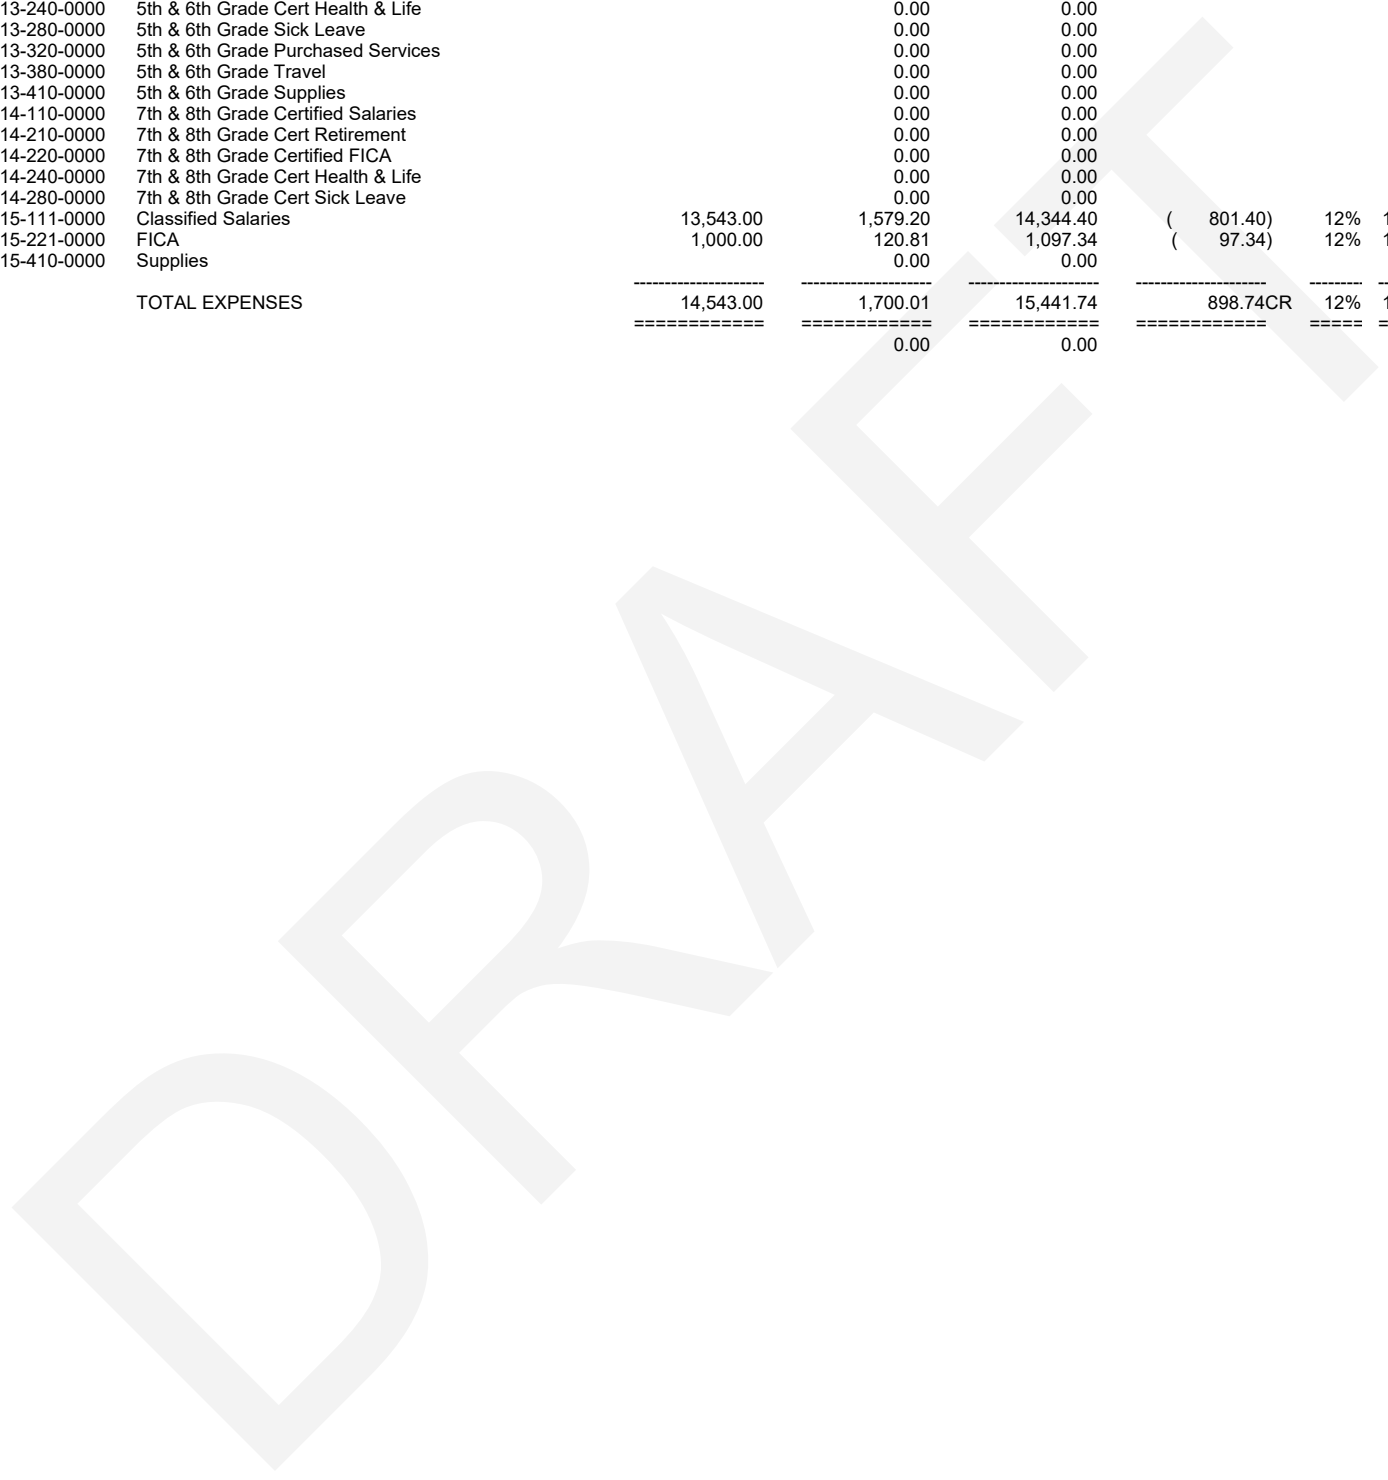 13-240-0000 5th & 6th Grade Cert Health & Life 0.00 0.00
13-280-0000 5th & 6th Grade Sick Leave 0.00 0.00
13-320-0000 5th & 6th Grade Purchased Services 0.00 0.00
13-380-0000 5th & 6th Grade Travel 0.00 0.00
13-410-0000 5th & 6th Grade Supplies 0.00 0.00
14-110-0000 7th & 8th Grade Certified Salaries 0.00 0.00
14-210-0000 7th & 8th Grade Cert Retirement 0.00 0.00
14-220-0000 7th & 8th Grade Certified FICA 0.00 0.00
14-240-0000 7th & 8th Grade Cert Health & Life 0.00 0.00
14-280-0000 7th & 8th Grade Cert Sick Leave 0.00 0.00
15-111-0000 Classified Salaries 13,543.00 1,579.20 14,344.40 ( 801.40) 12% 1
15-221-0000 FICA 1,000.00 120.81 1,097.34 ( 97.34) 12% 1
15-410-0000 Supplies 0.00 0.00
--------------------- --------------------- --------------------- --------------------- --------- --
TOTAL EXPENSES 14,543.00 1,700.01 15,441.74 898.74CR 12% 1
============ ============ ============ ============ ===== =
0.00 0.00
DRAFT